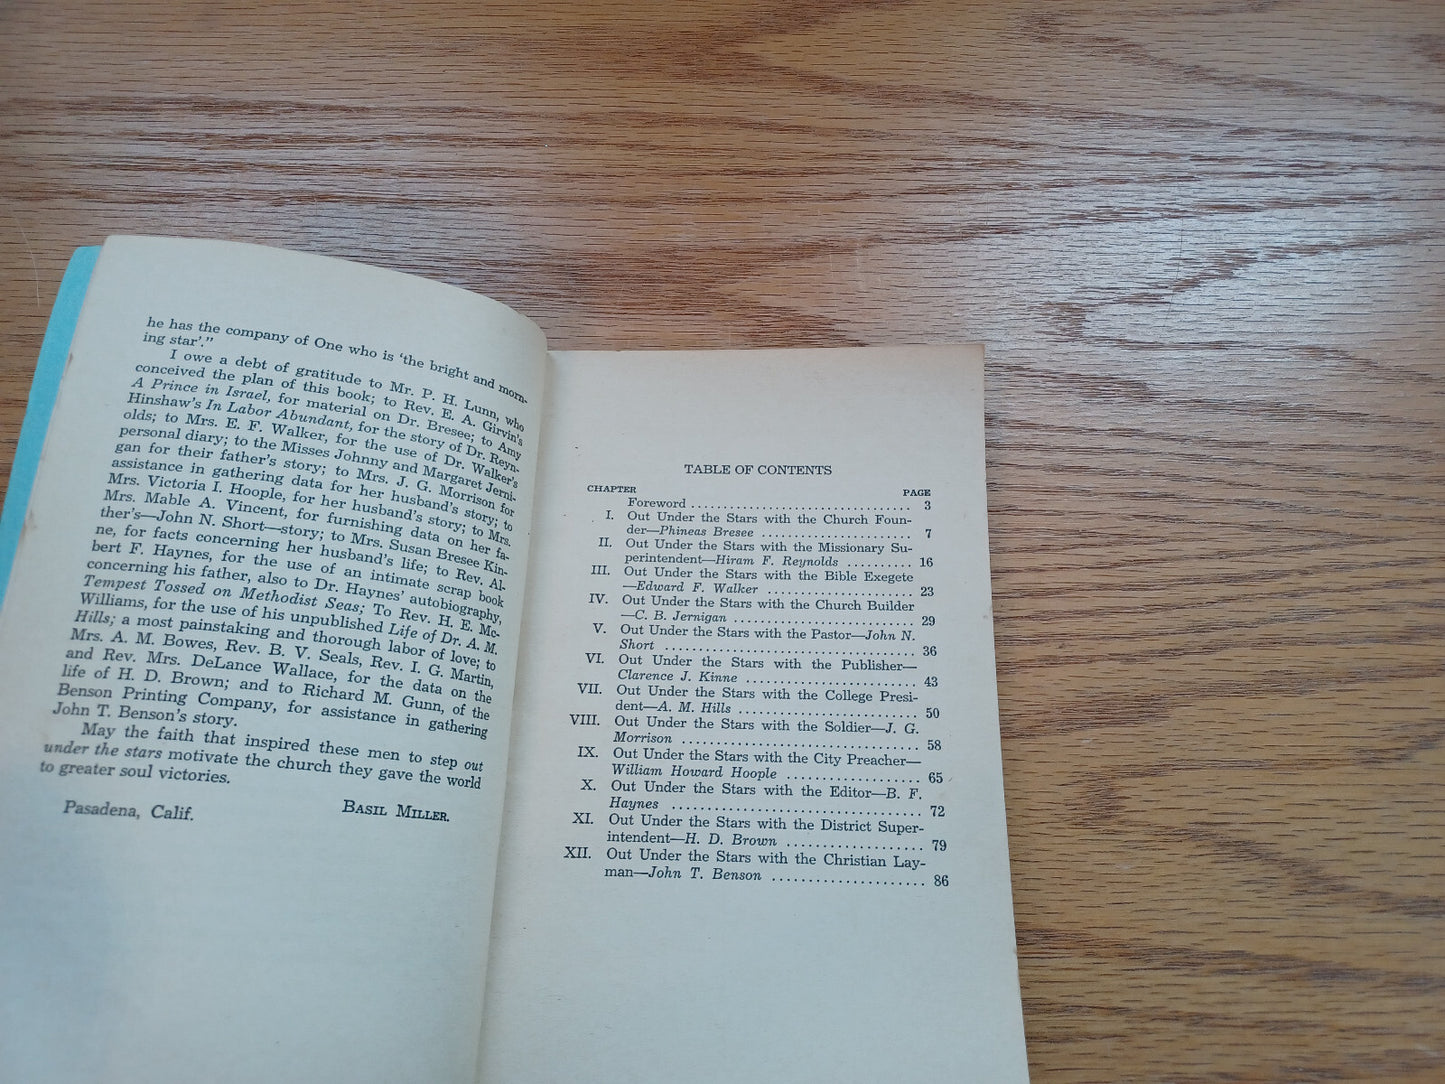 he has the company of One who is 'the bright and morn-
ing star'."
I owe a debt of gratitude to Mr. P. H. Lunn, who
conceived the plan of this book; to Rev. E. A. Girvin's
A Prince in Israel, for material on Dr. Bresee; to Amy
Hinshaw's In Labor Abundant, for the story of Dr. Reyn-
olds; to Mrs. E. F. Walker, for the use of Dr. Walker's
personal diary; to the Misses Johnny and Margaret Jerni-
gan for their father's story; to Mrs. J. G. Morrison for
assistance in gathering data for her husband's story; to
Mrs. Victoria I. Hoople, for her husband's story; to Mrs.
Mrs. Mable A. Vincent, for furnishing data on her fa-
ther's—John N. Short—story; to Mrs. Susan Bresee Kin-
ne, for facts concerning her husband's life; to Rev. Al-
bert F. Haynes, for the use of an intimate scrap book
concerning his father, also to Dr. Haynes' autobiography,
Tempest Tossed on Methodist Seas; To Rev. H. E. Mc-
Williams, for the use of his unpublished Life of Dr. A. M.
Hills; a most painstaking and thorough labor of love; to
Mrs. A. M. Bowes, Rev. B. V. Seals, Rev. I. G. Martin,
and Rev. Mrs. DeLance Wallace, for the data on the
life of H. D. Brown; and to Richard M. Gunn, of the
Benson Printing Company, for assistance in gathering
John T. Benson's story.
May the faith that inspired these men to step out
under the stars motivate the church they gave the world
to greater soul victories.
Pasadena, Calif. BASIL MILLER.
TABLE OF CONTENTS
CHAPTER PAGE
Foreword ........................................ 3
I. Out Under the Stars with the Church Foun-
der—Phineas Bresee ...................... 7
II. Out Under the Stars with the Missionary Su-
perintendent—Hiram F. Reynolds .......... 16
III. Out Under the Stars with the Bible Exegete
—Edward F. Walker ..................... 23
IV. Out Under the Stars with the Church Builder
—C. B. Jernigan .......................... 29
V. Out Under the Stars with the Pastor—John N.
Short .................................... 36
VI. Out Under the Stars with the Publisher—
Clarence J. Kinne ........................ 43
VII. Out Under the Stars with the College Presi-
dent—A. M. Hills ......................... 50
VIII. Out Under the Stars with the Soldier—J. G.
Morrison ................................. 58
IX. Out Under the Stars with the City Preacher—
William Howard Hoople ................... 65
X. Out Under the Stars with the Editor—B. F.
Haynes ................................... 72
XI. Out Under the Stars with the District Super-
intendent—H. D. Brown ................... 79
XII. Out Under the Stars with the Christian Lay-
man—John T. Benson ..................... 86